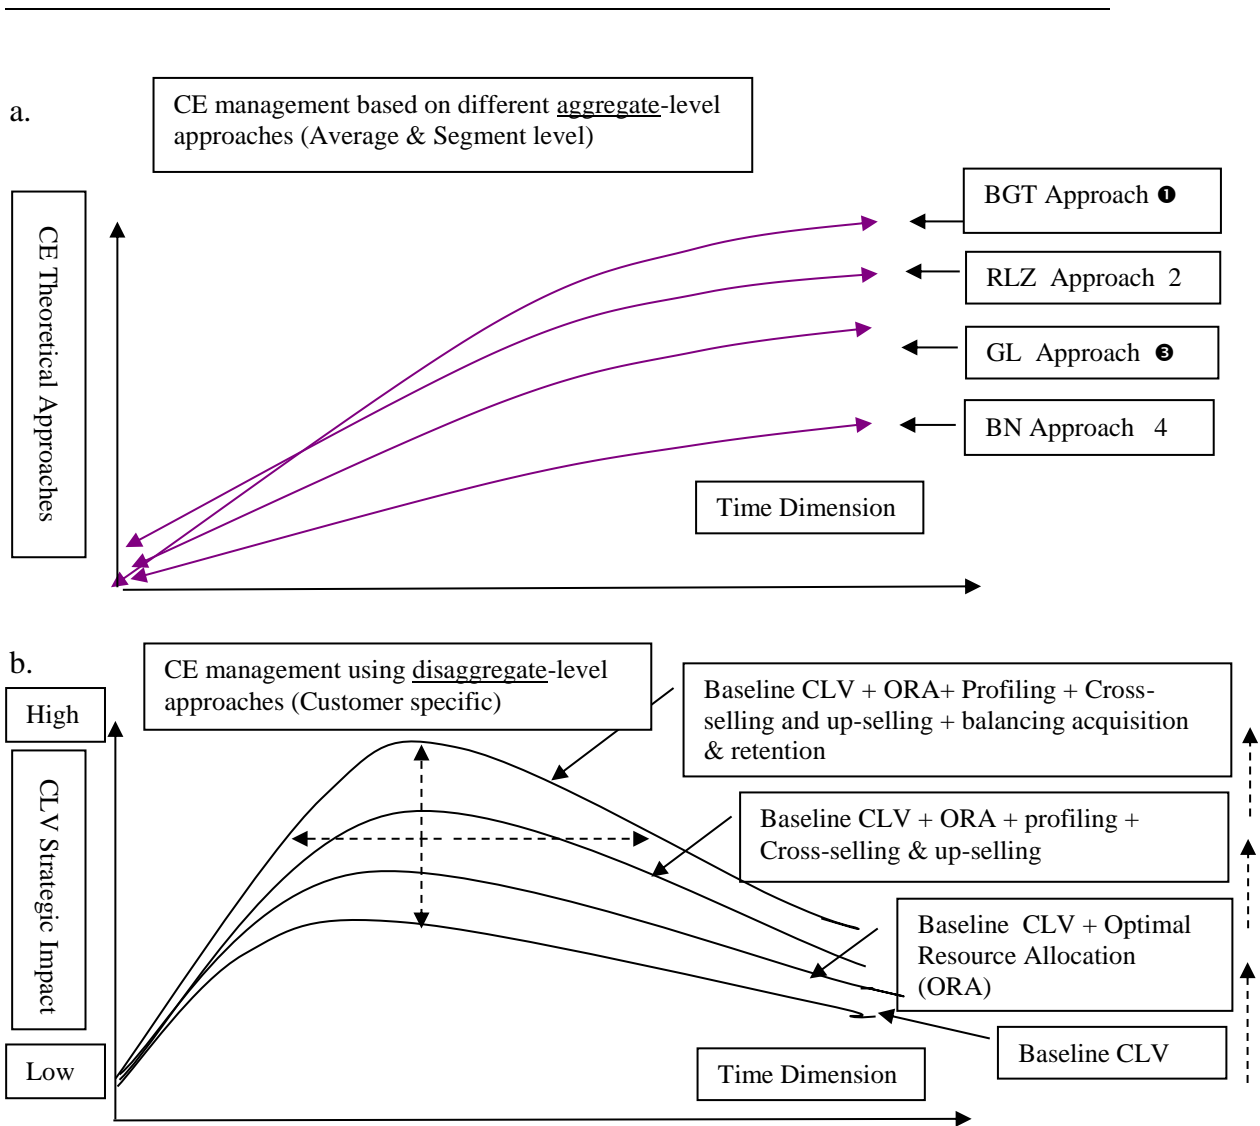 a.
CE management based on different aggregate-level
approaches (Average & Segment level)
CE Theoretical Approaches
BGT Approach ❶
RLZ Approach 2
GL Approach ❸
BN Approach 4
Time Dimension
b.
CE management using disaggregate-level
approaches (Customer specific)
High
CLV Strategic Impact
Low
Baseline CLV + ORA+ Profiling + Cross-
selling and up-selling + balancing acquisition
& retention
Baseline CLV + ORA + profiling +
Cross-selling & up-selling
Baseline CLV + Optimal
Resource Allocation
(ORA)
Baseline CLV
Time Dimension